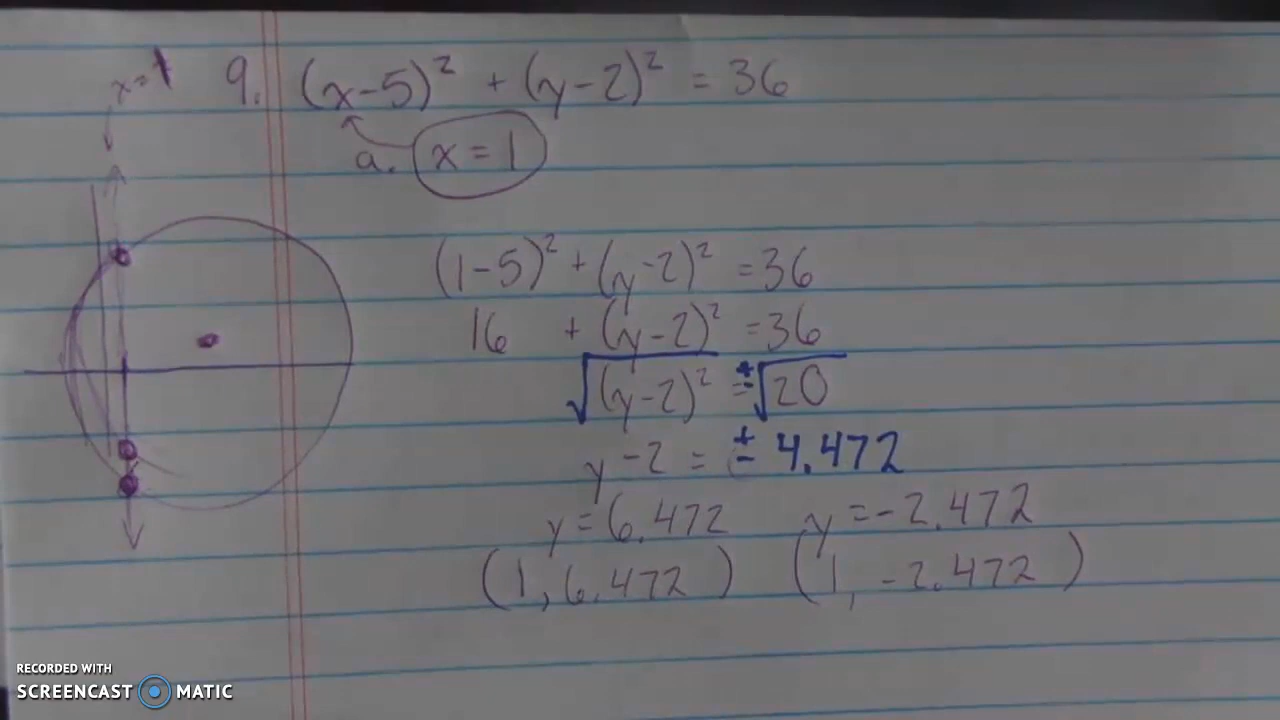 x=1
9. (x-5)² + (y-2)² = 36
a. x = 1
(1-5)² + (y-2)² = 36
16 + (y-2)² = 36
√(y-2)² = ±√20
y-2 = ± 4.472
y = 6.472 y = -2.472
(1, 6.472) (1, -2.472)
RECORDED WITH
SCREENCAST MATIC